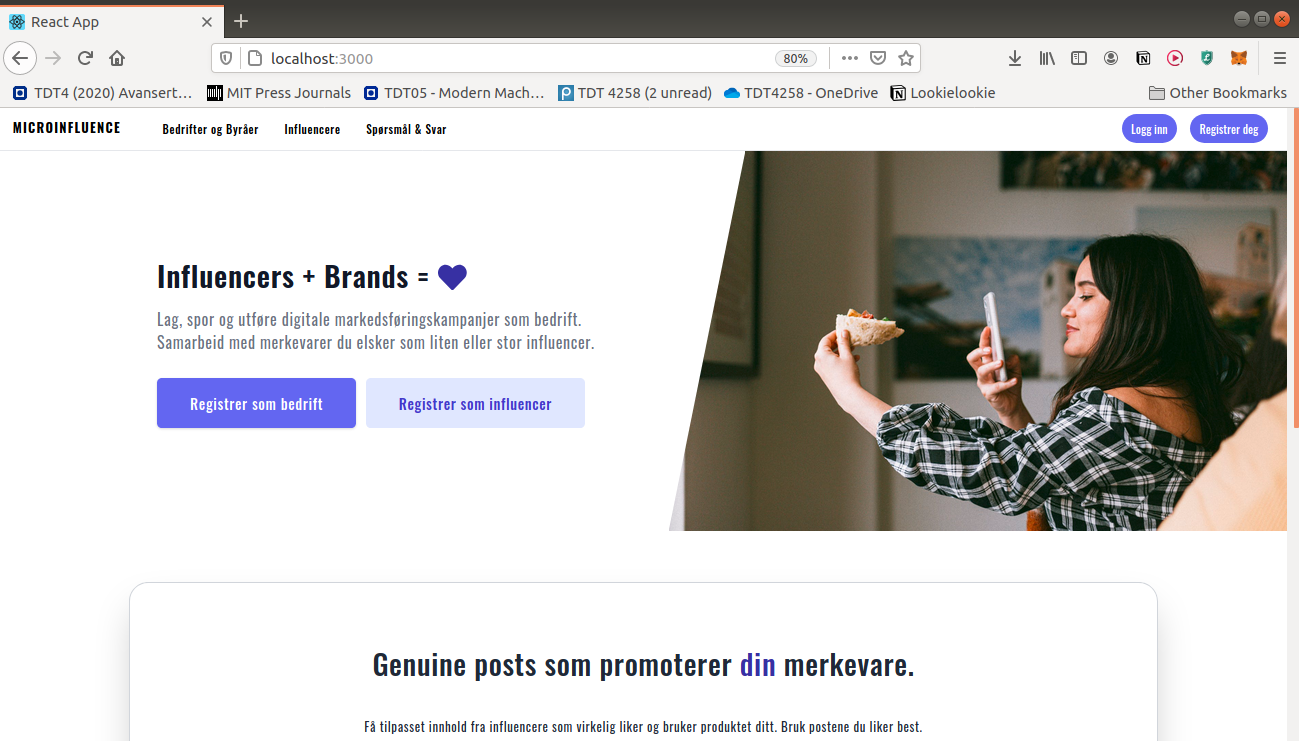 React App
localhost:3000
80%
TDT4 (2020) Avansert…
MIT Press Journals
TDT05 - Modern Mach…
TDT 4258 (2 unread)
TDT4258 - OneDrive
Lookielookie
Other Bookmarks
MICROINFLUENCE
Bedrifter og Byråer
Influencere
Spørsmål & Svar
Logg inn
Registrer deg
Influencers + Brands =
Lag, spor og utføre digitale markedsføringskampanjer som bedrift.
Samarbeid med merkevarer du elsker som liten eller stor influencer.
Registrer som bedrift
Registrer som influencer
Genuine posts som promoterer din merkevare.
Få tilpasset innhold fra influencere som virkelig liker og bruker produktet ditt. Bruk postene du liker best.